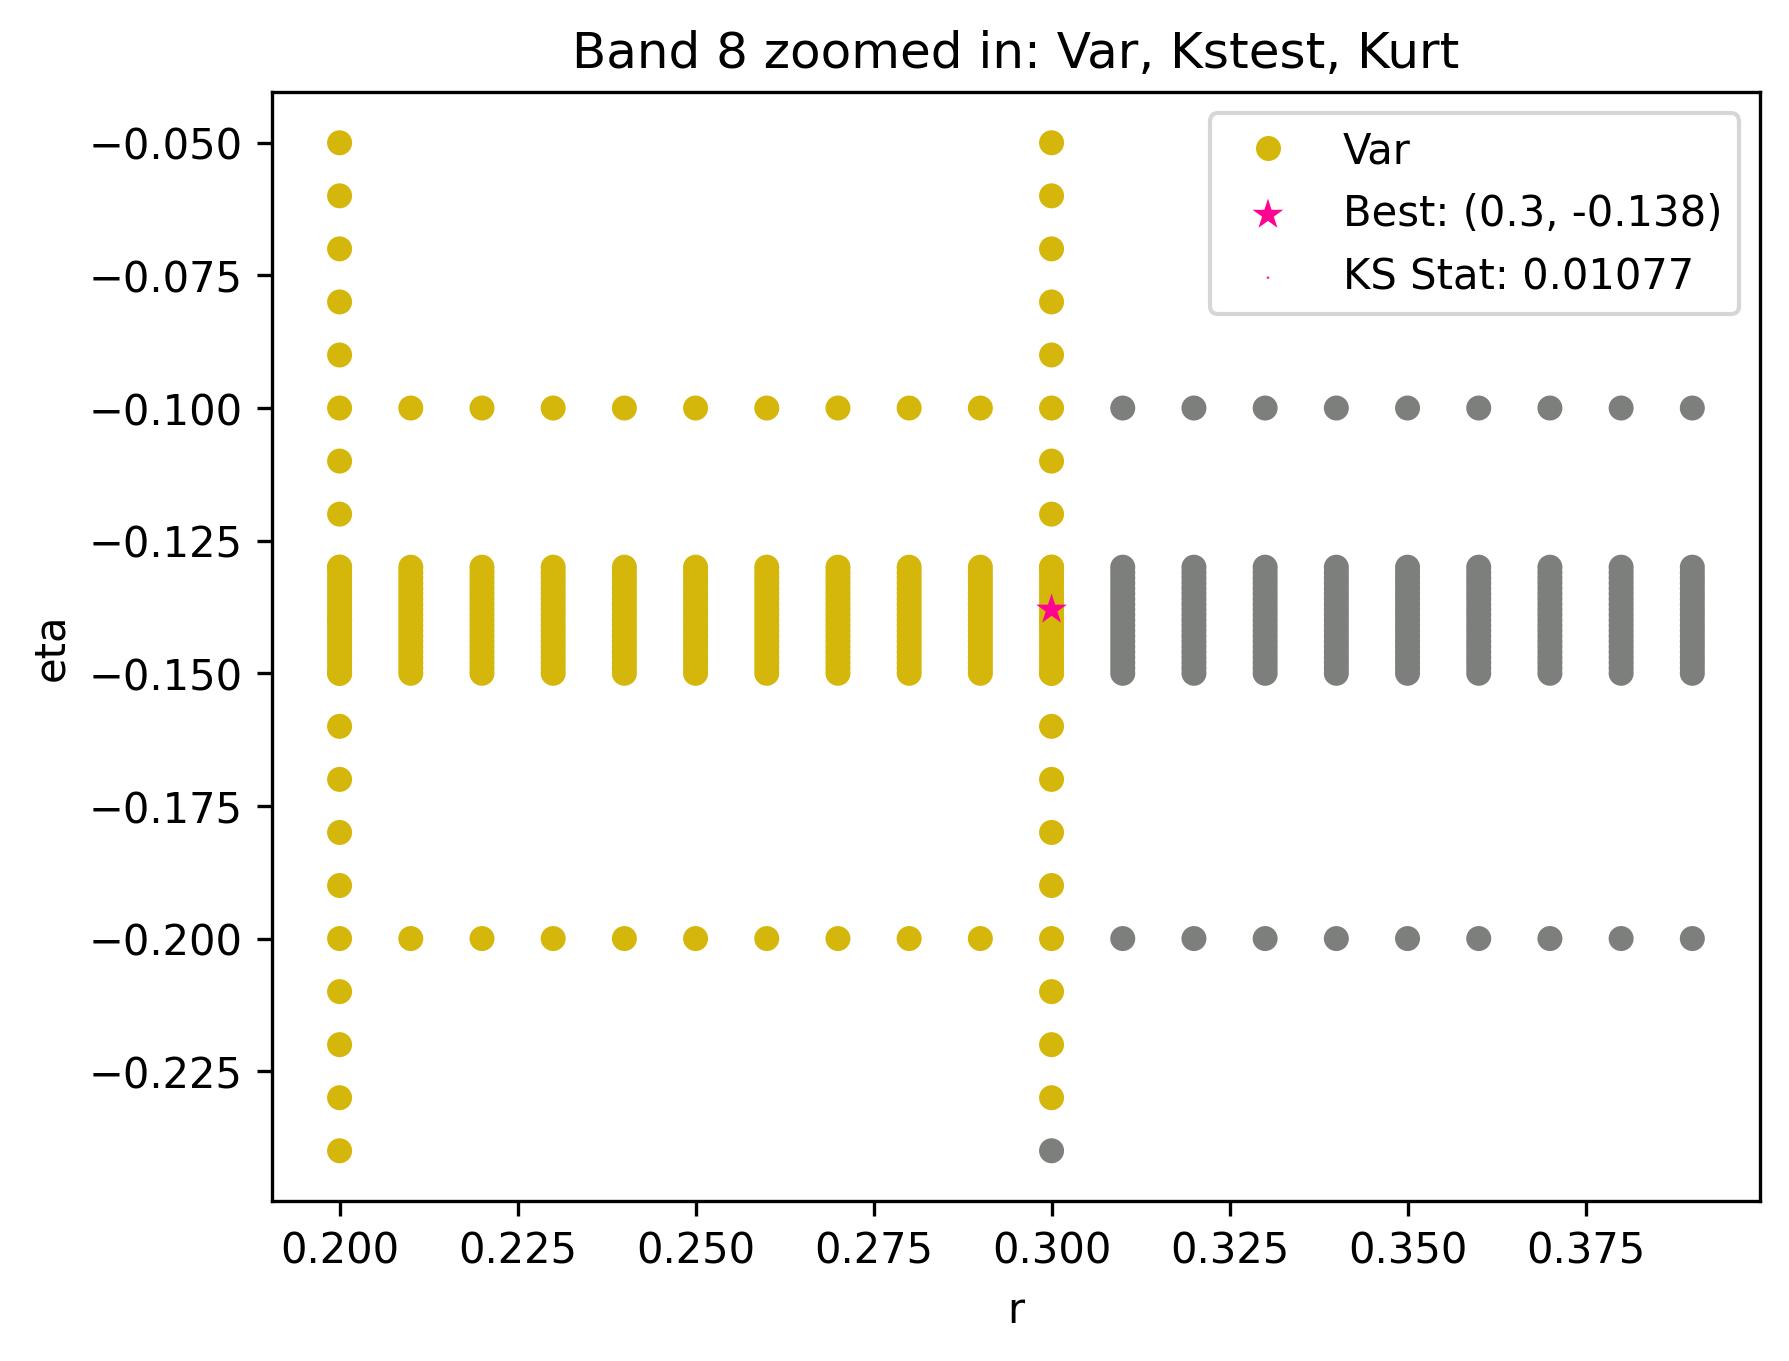 Band 8 zoomed in: Var, Kstest, Kurt
Var
Best: (0.3, -0.138)
KS Stat: 0.01077
−0.050
−0.075
−0.100
−0.125
−0.150
−0.175
−0.200
−0.225
eta
0.200 0.225 0.250 0.275 0.300 0.325 0.350 0.375
r